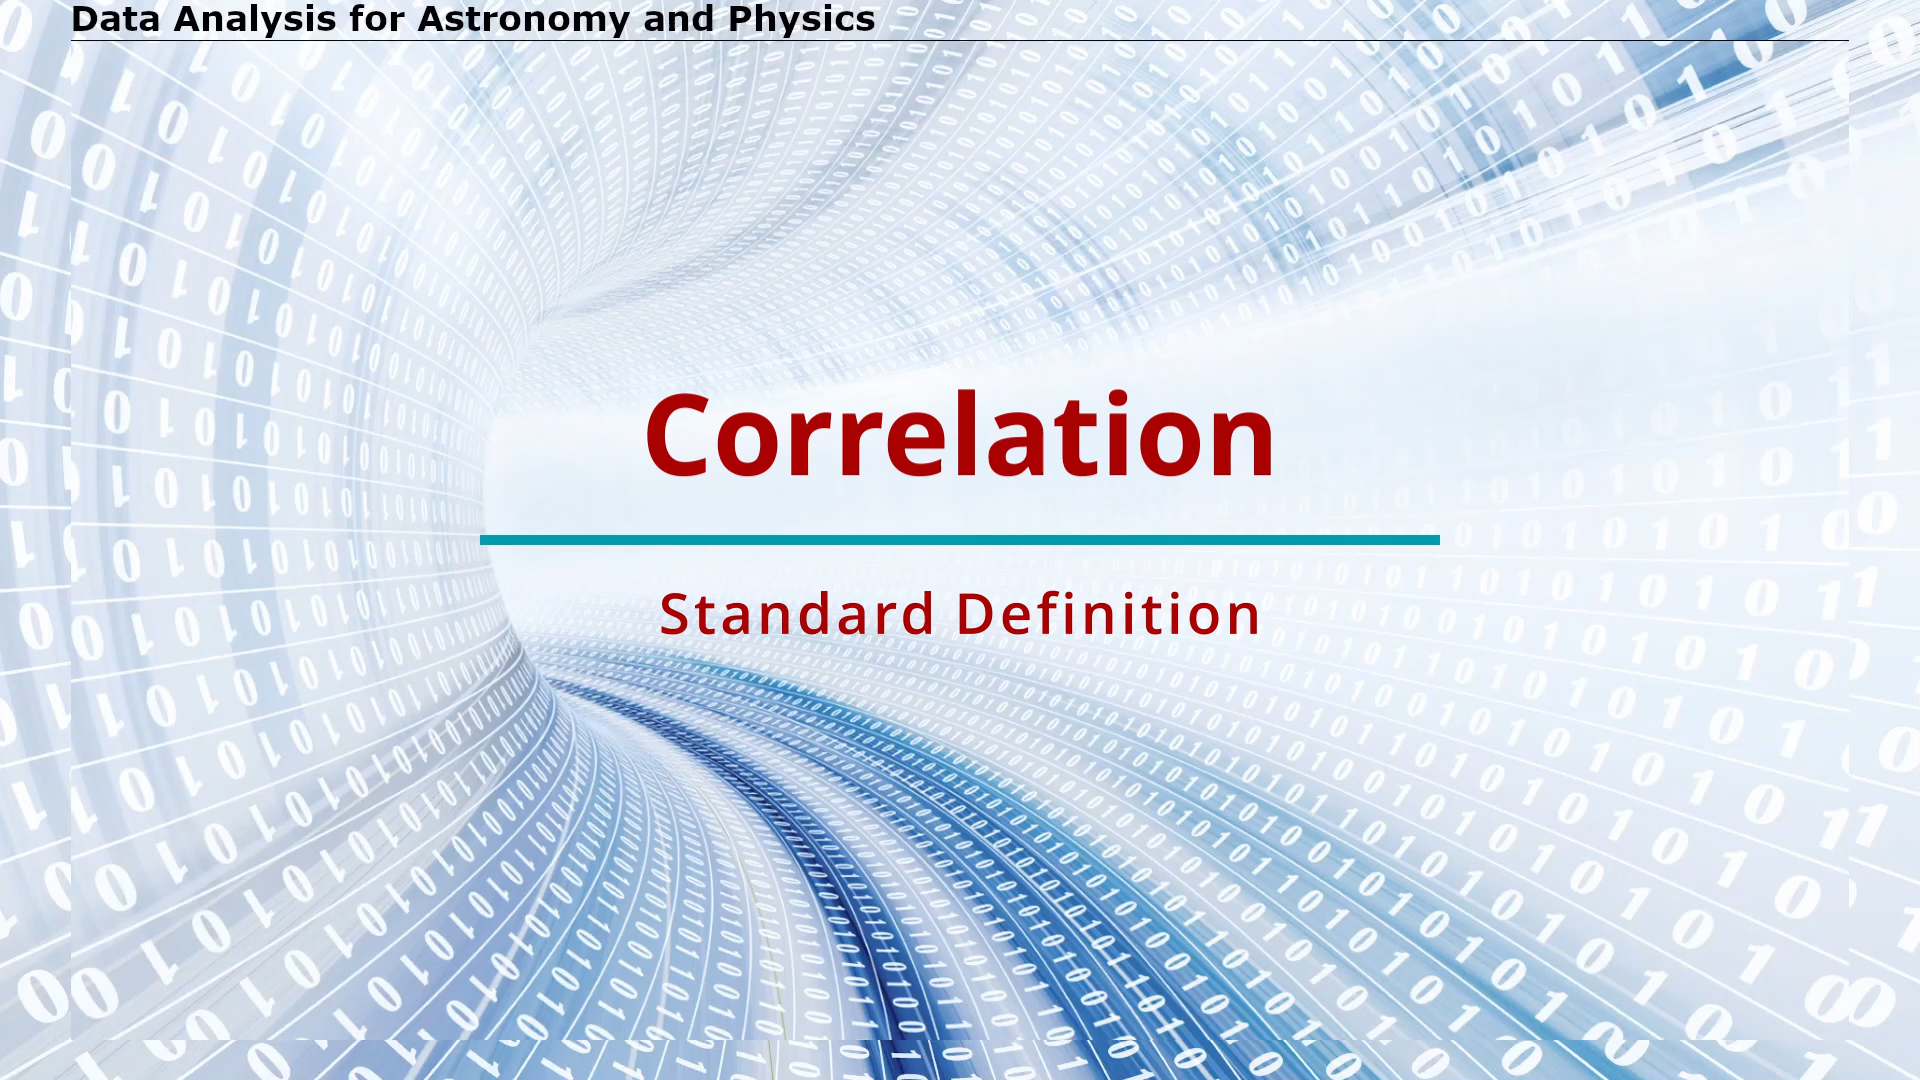 Data Analysis for Astronomy and Physics
Correlation
Standard Definition